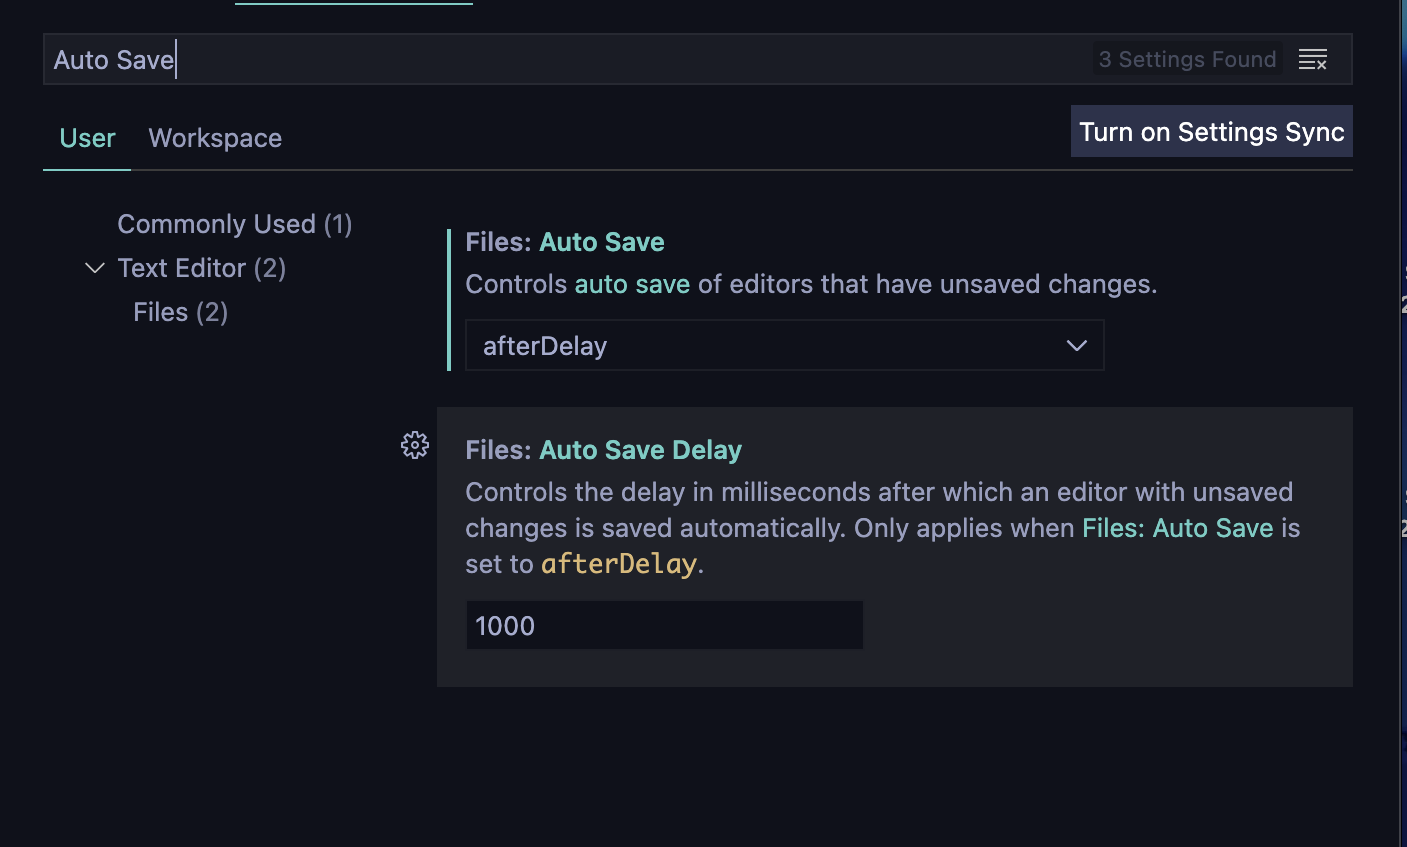 Auto Save
3 Settings Found
User
Workspace
Turn on Settings Sync
Commonly Used (1)
Text Editor (2)
Files (2)
Files: Auto Save
Controls auto save of editors that have unsaved changes.
afterDelay
Files: Auto Save Delay
Controls the delay in milliseconds after which an editor with unsaved
changes is saved automatically. Only applies when Files: Auto Save is
set to afterDelay.
1000